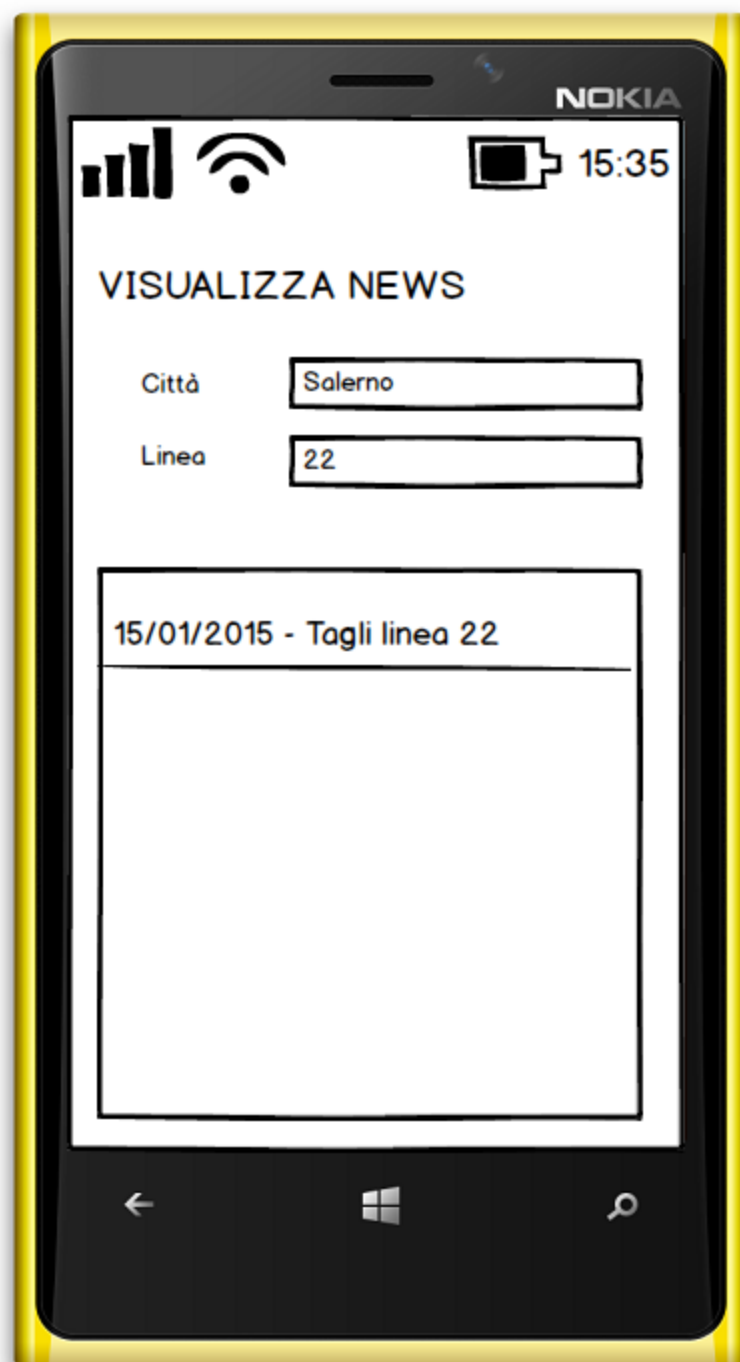 NOKIA
15:35
VISUALIZZA NEWS
Città Salerno
Linea 22
15/01/2015 - Tagli linea 22